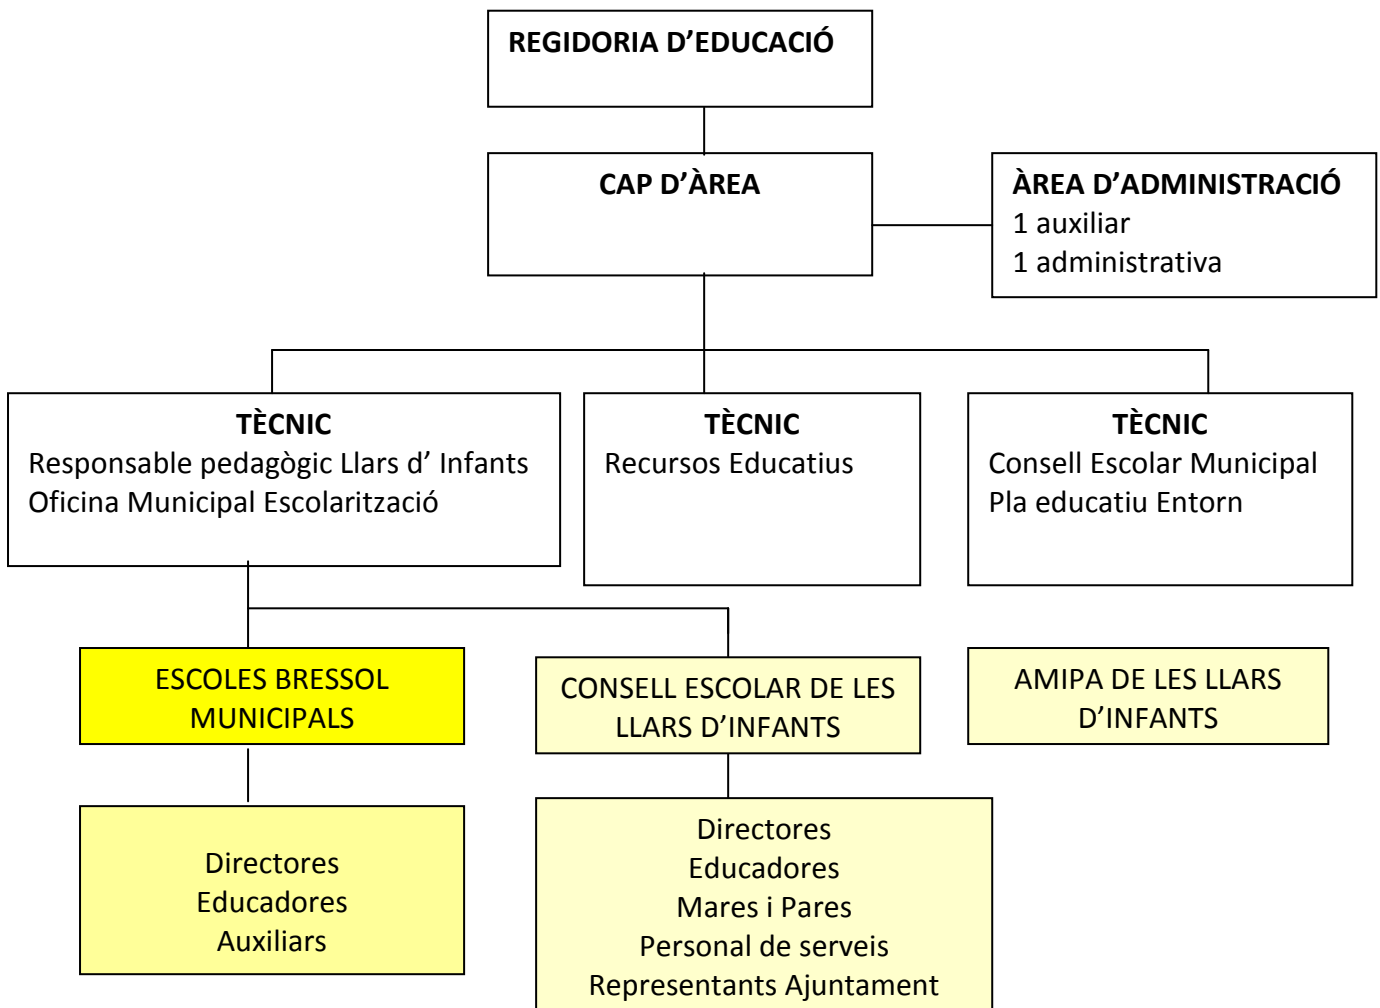 REGIDORIA D’EDUCACIÓ
CAP D’ÀREA
ÀREA D’ADMINISTRACIÓ
1 auxiliar
1 administrativa
TÈCNIC
Responsable pedagògic Llars d’ Infants
Oficina Municipal Escolarització
TÈCNIC
Recursos Educatius
TÈCNIC
Consell Escolar Municipal
Pla educatiu Entorn
ESCOLES BRESSOL
MUNICIPALS
CONSELL ESCOLAR DE LES
LLARS D’INFANTS
AMIPA DE LES LLARS
D’INFANTS
Directores
Educadores
Auxiliars
Directores
Educadores
Mares i Pares
Personal de serveis
Representants Ajuntament